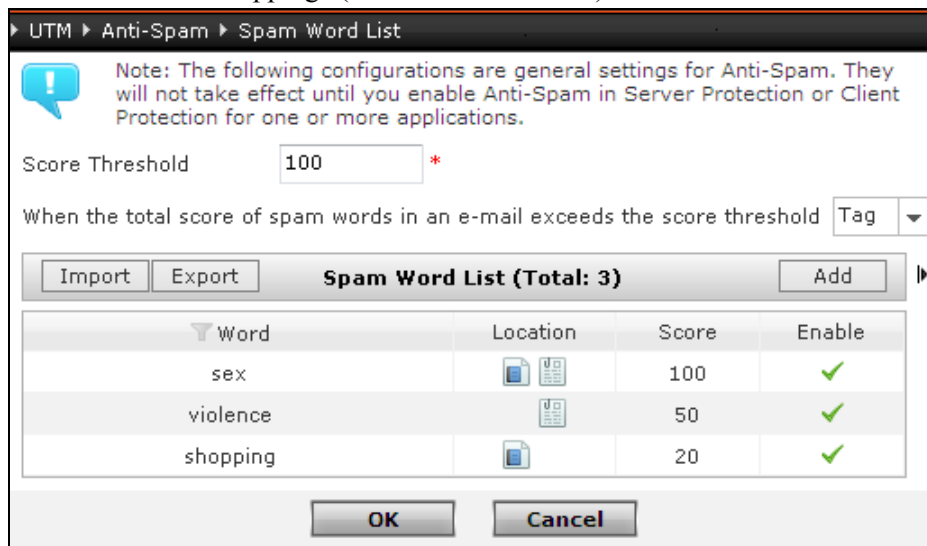 UTM ▸ Anti-Spam ▸ Spam Word List
Note: The following configurations are general settings for Anti-Spam. They
will not take effect until you enable Anti-Spam in Server Protection or Client
Protection for one or more applications.
Score Threshold 100 *
When the total score of spam words in an e-mail exceeds the score threshold Tag
Import Export Spam Word List (Total: 3) Add
Word Location Score Enable
sex 100
violence 50
shopping 20
OK Cancel